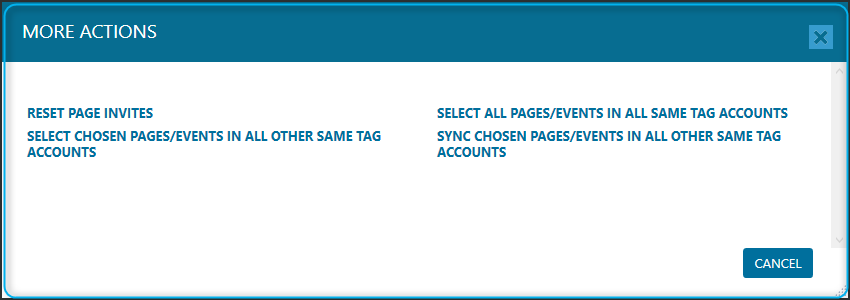 MORE ACTIONS
RESET PAGE INVITES
SELECT ALL PAGES/EVENTS IN ALL SAME TAG ACCOUNTS
SELECT CHOSEN PAGES/EVENTS IN ALL OTHER SAME TAG
ACCOUNTS
SYNC CHOSEN PAGES/EVENTS IN ALL OTHER SAME TAG
ACCOUNTS
CANCEL